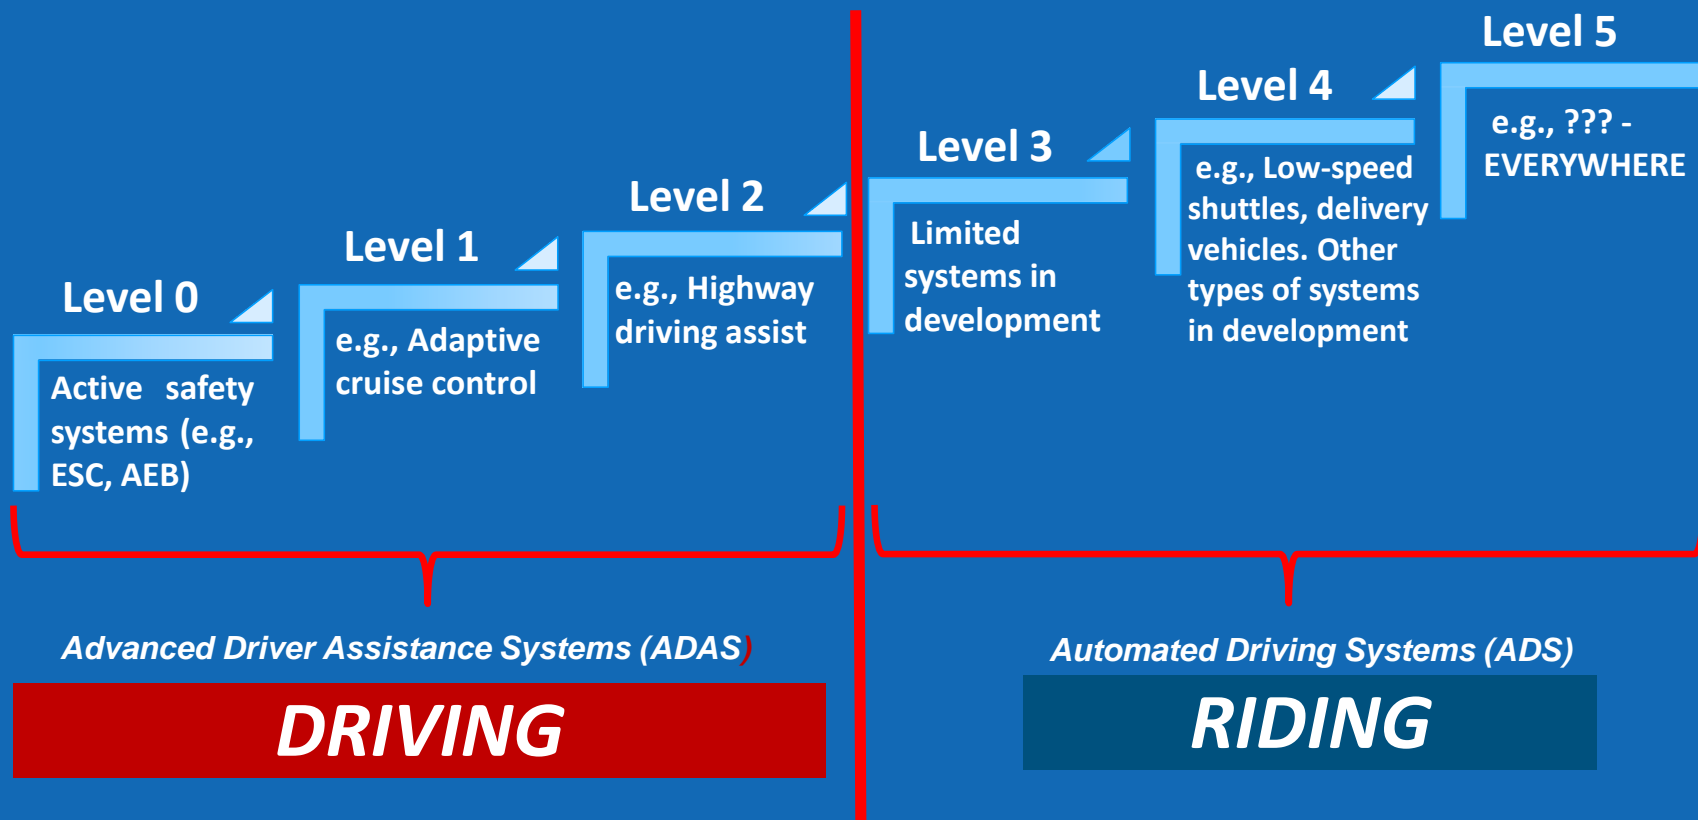 Level 0
Active safety
systems (e.g.,
ESC, AEB)
Level 1
e.g., Adaptive
cruise control
Level 2
e.g., Highway
driving assist
Level 3
Limited
systems in
development
Level 4
e.g., Low-speed
shuttles, delivery
vehicles. Other
types of systems
in development
Level 5
e.g., ??? -
EVERYWHERE
Advanced Driver Assistance Systems (ADAS)
DRIVING
Automated Driving Systems (ADS)
RIDING